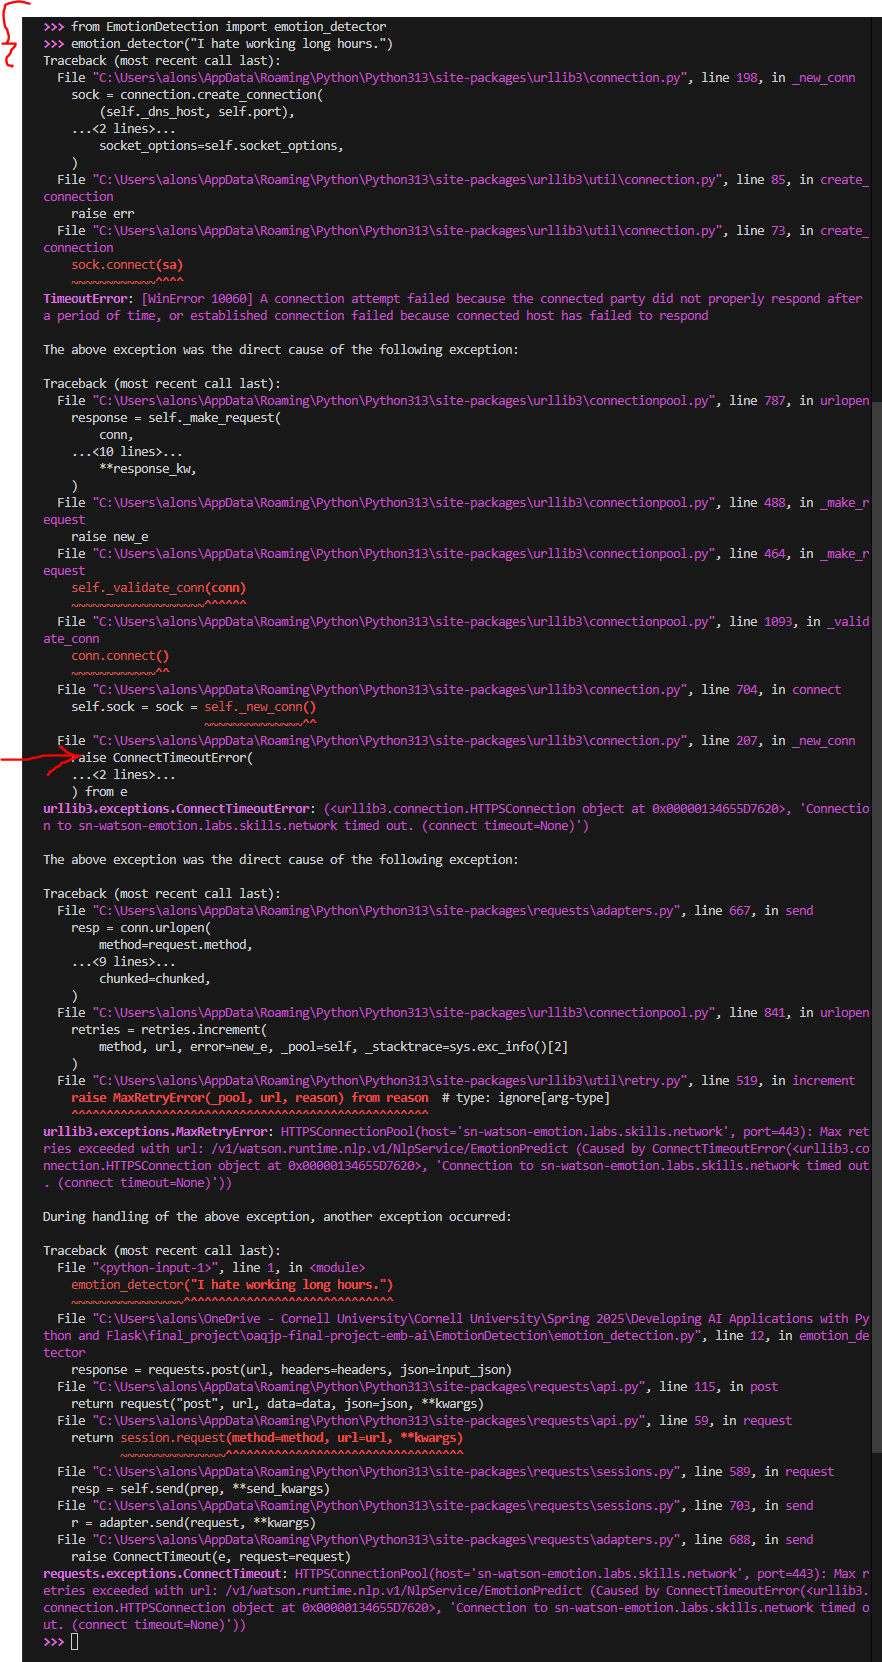 >>> from EmotionDetection import emotion_detector
>>> emotion_detector("I hate working long hours.")
Traceback (most recent call last):
  File "C:\Users\alons\AppData\Roaming\Python\Python313\site-packages\urllib3\connection.py", line 198, in _new_conn
    sock = connection.create_connection(
        (self._dns_host, self.port),
    ...<2 lines>...
        socket_options=self.socket_options,
    )
  File "C:\Users\alons\AppData\Roaming\Python\Python313\site-packages\urllib3\util\connection.py", line 85, in create_
connection
    raise err
  File "C:\Users\alons\AppData\Roaming\Python\Python313\site-packages\urllib3\util\connection.py", line 73, in create_
connection
    sock.connect(sa)
    ~~~~~~~~~~~~^^^^
TimeoutError: [WinError 10060] A connection attempt failed because the connected party did not properly respond after
a period of time, or established connection failed because connected host has failed to respond

The above exception was the direct cause of the following exception:

Traceback (most recent call last):
  File "C:\Users\alons\AppData\Roaming\Python\Python313\site-packages\urllib3\connectionpool.py", line 787, in urlopen
    response = self._make_request(
        conn,
    ...<10 lines>...
        **response_kw,
    )
  File "C:\Users\alons\AppData\Roaming\Python\Python313\site-packages\urllib3\connectionpool.py", line 488, in _make_r
equest
    raise new_e
  File "C:\Users\alons\AppData\Roaming\Python\Python313\site-packages\urllib3\connectionpool.py", line 464, in _make_r
equest
    self._validate_conn(conn)
    ~~~~~~~~~~~~~~~~~~~^^^^^^
  File "C:\Users\alons\AppData\Roaming\Python\Python313\site-packages\urllib3\connectionpool.py", line 1093, in _valid
ate_conn
    conn.connect()
    ~~~~~~~~~~~~^^
  File "C:\Users\alons\AppData\Roaming\Python\Python313\site-packages\urllib3\connection.py", line 704, in connect
    self.sock = sock = self._new_conn()
                       ~~~~~~~~~~~~~~^^
  File "C:\Users\alons\AppData\Roaming\Python\Python313\site-packages\urllib3\connection.py", line 207, in _new_conn
    raise ConnectTimeoutError(
    ...<2 lines>...
    ) from e
urllib3.exceptions.ConnectTimeoutError: (<urllib3.connection.HTTPSConnection object at 0x00000134655D7620>, 'Connectio
n to sn-watson-emotion.labs.skills.network timed out. (connect timeout=None)')

The above exception was the direct cause of the following exception:

Traceback (most recent call last):
  File "C:\Users\alons\AppData\Roaming\Python\Python313\site-packages\requests\adapters.py", line 667, in send
    resp = conn.urlopen(
        method=request.method,
    ...<9 lines>...
        chunked=chunked,
    )
  File "C:\Users\alons\AppData\Roaming\Python\Python313\site-packages\urllib3\connectionpool.py", line 841, in urlopen
    retries = retries.increment(
        method, url, error=new_e, _pool=self, _stacktrace=sys.exc_info()[2]
    )
  File "C:\Users\alons\AppData\Roaming\Python\Python313\site-packages\urllib3\util\retry.py", line 519, in increment
    raise MaxRetryError(_pool, url, reason) from reason  # type: ignore[arg-type]
    ^^^^^^^^^^^^^^^^^^^^^^^^^^^^^^^^^^^^^^^^^^^^^^^^^^^
urllib3.exceptions.MaxRetryError: HTTPSConnectionPool(host='sn-watson-emotion.labs.skills.network', port=443): Max ret
ries exceeded with url: /v1/watson.runtime.nlp.v1/NlpService/EmotionPredict (Caused by ConnectTimeoutError(<urllib3.co
nnection.HTTPSConnection object at 0x00000134655D7620>, 'Connection to sn-watson-emotion.labs.skills.network timed out
. (connect timeout=None)'))

During handling of the above exception, another exception occurred:

Traceback (most recent call last):
  File "<python-input-1>", line 1, in <module>
    emotion_detector("I hate working long hours.")
    ~~~~~~~~~~~~~~~~^^^^^^^^^^^^^^^^^^^^^^^^^^^^^^
  File "C:\Users\alons\OneDrive - Cornell University\Cornell University\Spring 2025\Developing AI Applications with Py
thon and Flask\final_project\oaqjp-final-project-emb-ai\EmotionDetection\emotion_detection.py", line 12, in emotion_de
tector
    response = requests.post(url, headers=headers, json=input_json)
  File "C:\Users\alons\AppData\Roaming\Python\Python313\site-packages\requests\api.py", line 115, in post
    return request("post", url, data=data, json=json, **kwargs)
  File "C:\Users\alons\AppData\Roaming\Python\Python313\site-packages\requests\api.py", line 59, in request
    return session.request(method=method, url=url, **kwargs)
           ~~~~~~~~~~~~~~~^^^^^^^^^^^^^^^^^^^^^^^^^^^^^^^^^^
  File "C:\Users\alons\AppData\Roaming\Python\Python313\site-packages\requests\sessions.py", line 589, in request
    resp = self.send(prep, **send_kwargs)
  File "C:\Users\alons\AppData\Roaming\Python\Python313\site-packages\requests\sessions.py", line 703, in send
    r = adapter.send(request, **kwargs)
  File "C:\Users\alons\AppData\Roaming\Python\Python313\site-packages\requests\adapters.py", line 688, in send
    raise ConnectTimeout(e, request=request)
requests.exceptions.ConnectTimeout: HTTPSConnectionPool(host='sn-watson-emotion.labs.skills.network', port=443): Max r
etries exceeded with url: /v1/watson.runtime.nlp.v1/NlpService/EmotionPredict (Caused by ConnectTimeoutError(<urllib3.
connection.HTTPSConnection object at 0x00000134655D7620>, 'Connection to sn-watson-emotion.labs.skills.network timed o
ut. (connect timeout=None)'))
>>>